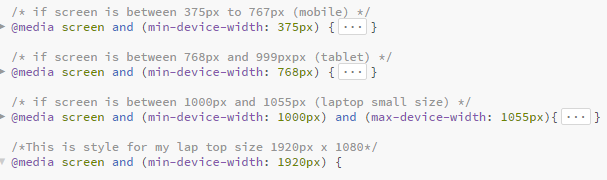 /* if screen is between 375px to 767px (mobile) */
@media screen and (min-device-width: 375px) {...}
/* if screen is between 768px and 999pxpx (tablet) */
@media screen and (min-device-width: 768px) {...}
/* if screen is between 1000px and 1055px (laptop small size) */
@media screen and (min-device-width: 1000px) and (max-device-width: 1055px){...}
/*This is style for my lap top size 1920px x 1080*/
@media screen and (min-device-width: 1920px) {